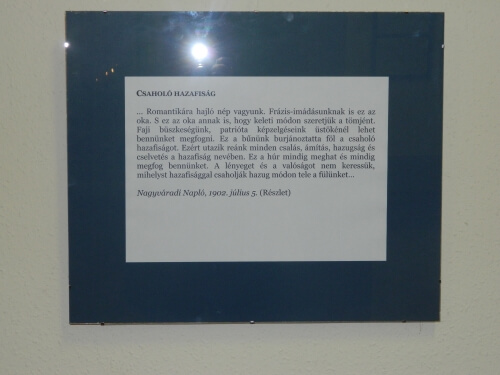 CSAHOLÓ HAZAFISÁG
... Romantikára hajló nép vagyunk. Frázis-imádásunknak is ez az
oka. S ez az oka annak is, hogy keleti módon szeretjük a tömjént.
Faji büszkeségünk, patrióta képzelgéseink üstökénél lehet
bennünket megfogni. Ez a bűnünk burjánoztatta föl a csaholó
hazafiságot. Ezért utazik reánk minden csalás, ámítás, hazugság és
cselvetés a hazafiság nevében. Ez a húr mindig meghat és mindig
megfog bennünket. A lényeget és a valóságot nem keressük,
mihelyst hazafisággal csaholják hazug módon tele a fülünket...
Nagyváradi Napló, 1902. július 5. (Részlet)